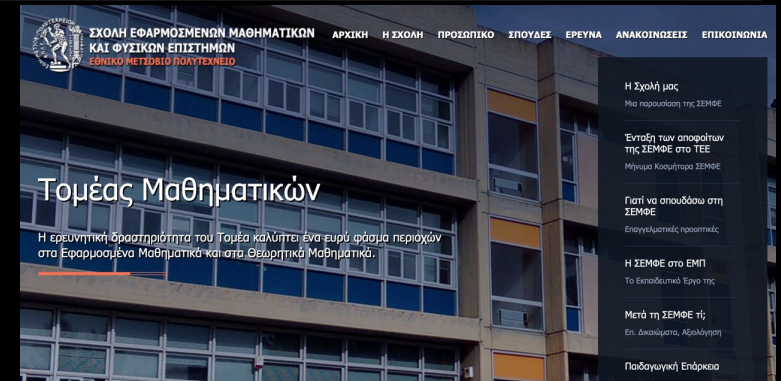 ΣΧΟΛΗ ΕΦΑΡΜΟΣΜΕΝΩΝ ΜΑΘΗΜΑΤΙΚΩΝ
ΚΑΙ ΦΥΣΙΚΩΝ ΕΠΙΣΤΗΜΩΝ
ΕΘΝΙΚΟ ΜΕΤΣΟΒΙΟ ΠΟΛΥΤΕΧΝΕΙΟ
ΑΡΧΙΚΗ Η ΣΧΟΛΗ ΠΡΟΣΩΠΙΚΟ ΣΠΟΥΔΕΣ ΕΡΕΥΝΑ ΑΝΑΚΟΙΝΩΣΕΙΣ ΕΠΙΚΟΙΝΩΝΙΑ
Τομέας Μαθηματικών
Η ερευνητική δραστηριότητα του Τομέα καλύπτει ένα ευρύ φάσμα περιοχών
στα Εφαρμοσμένα Μαθηματικά και στα Θεωρητικά Μαθηματικά.
Η Σχολή μας
Μια παρουσίαση της ΣΕΜΦΕ
Ένταξη των αποφοίτων
της ΣΕΜΦΕ στο ΤΕΕ
Μήνυμα Κοσμήτορα ΣΕΜΦΕ
Γιατί να σπουδάσω στη
ΣΕΜΦΕ
Επαγγελματικές προοπτικές
Η ΣΕΜΦΕ στο ΕΜΠ
Το Εκπαιδευτικό Έργο της
Μετά τη ΣΕΜΦΕ τί;
Επ. Δικαιώματα, Αξιολόγηση
Παιδαγωγική Επάρκεια